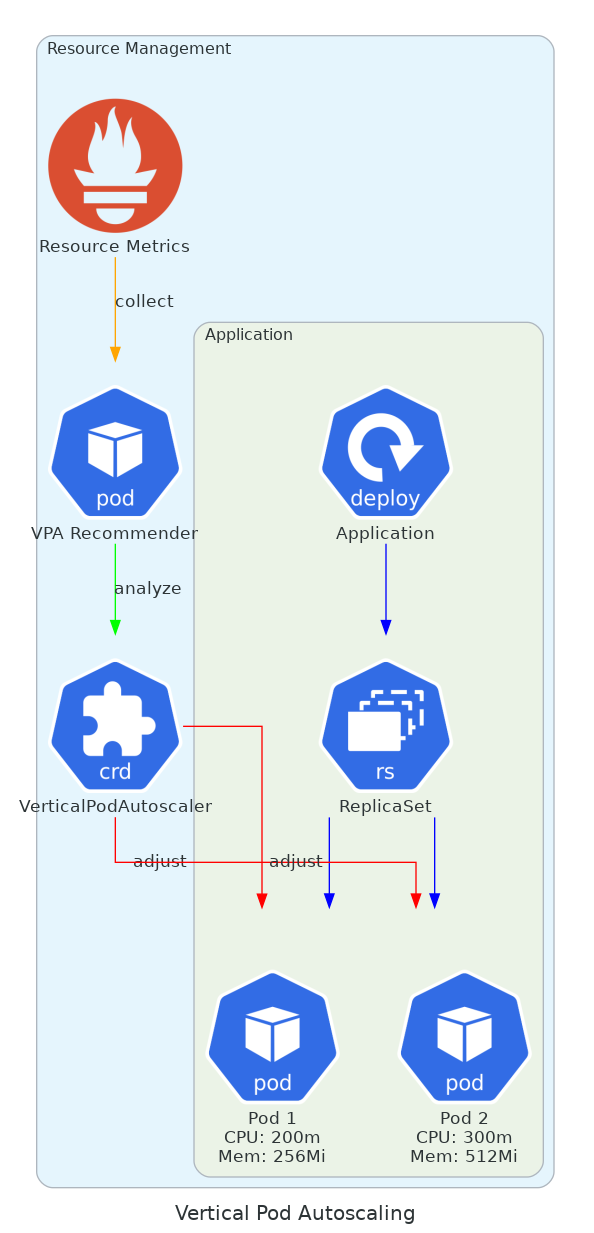 Resource Management
Resource Metrics
collect
Application
pod
VPA Recommender
deploy
Application
analyze
crd
VerticalPodAutoscaler
rs
ReplicaSet
adjust
adjust
pod
Pod 1
CPU: 200m
Mem: 256Mi
pod
Pod 2
CPU: 300m
Mem: 512Mi
Vertical Pod Autoscaling